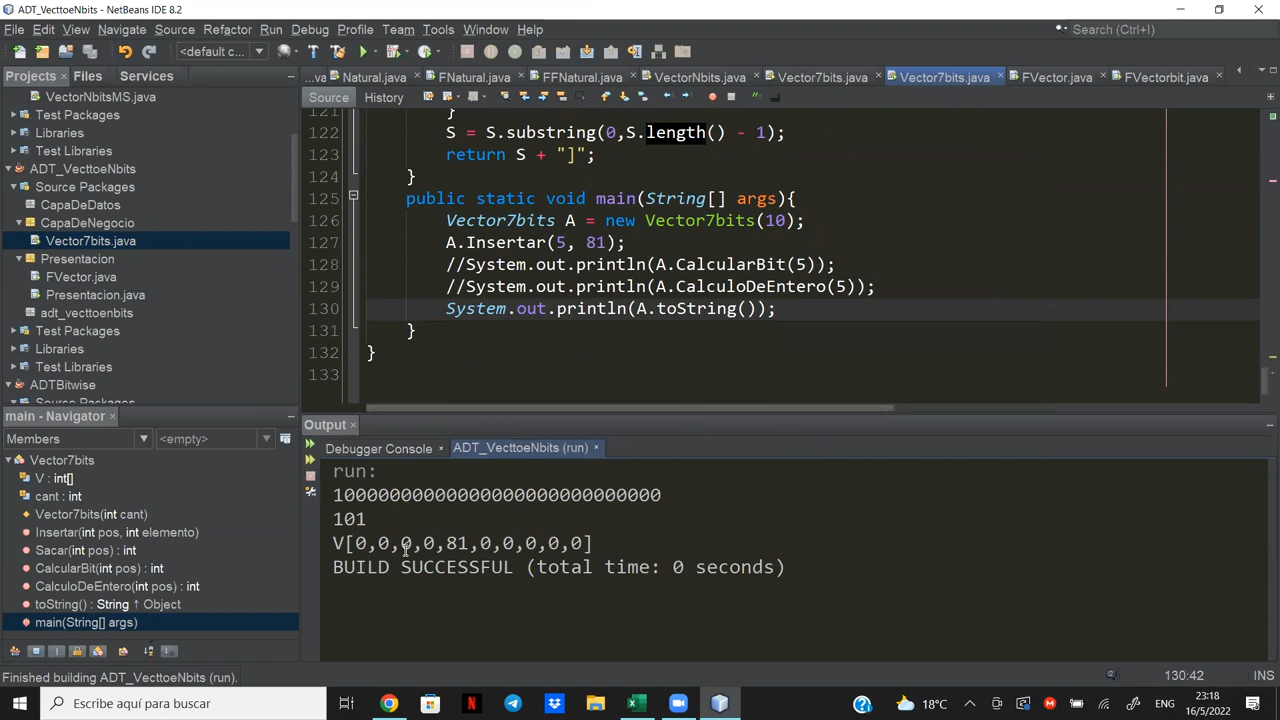 ADT_VecttoeNbits - NetBeans IDE 8.2
File Edit View Navigate Source Refactor Run Debug Profile Team Tools Window Help
Search (Ctrl+I)
<default c...
Projects Files Services
...va Natural.java FNatural.java FFNatural.java VectorNbits.java Vector7bits.java Vector7bits.java FVector.java FVectorbit.java
Source History
VectorNbitsMS.java
Test Packages
Libraries
Test Libraries
ADT_VecttoeNbits
Source Packages
CapaDeDatos
CapaDeNegocio
Vector7bits.java
Presentacion
FVector.java
Presentacion.java
adt_vecttoenbits
Test Packages
Libraries
Test Libraries
ADTBitwise
Source Packages
121 }
122 S = S.substring(0,S.length() - 1);
123 return S + "]";
124 }
125 public static void main(String[] args){
126 Vector7bits A = new Vector7bits(10);
127 A.Insertar(5, 81);
128 //System.out.println(A.CalcularBit(5));
129 //System.out.println(A.CalculoDeEntero(5));
130 System.out.println(A.toString());
131 }
132 }
133
main - Navigator
Members <empty>
Vector7bits
V : int[]
cant : int
Vector7bits(int cant)
Insertar(int pos, int elemento)
Sacar(int pos) : int
CalcularBit(int pos) : int
CalculoDeEntero(int pos) : int
toString() : String ↑ Object
main(String[] args)
Output
Debugger Console ADT_VecttoeNbits (run)
run:
10000000000000000000000000000
101
V[0,0,0,0,81,0,0,0,0,0]
BUILD SUCCESSFUL (total time: 0 seconds)
Finished building ADT_VecttoeNbits (run).
130:42 INS
Escribe aquí para buscar
18°C
ENG
23:18
16/5/2022